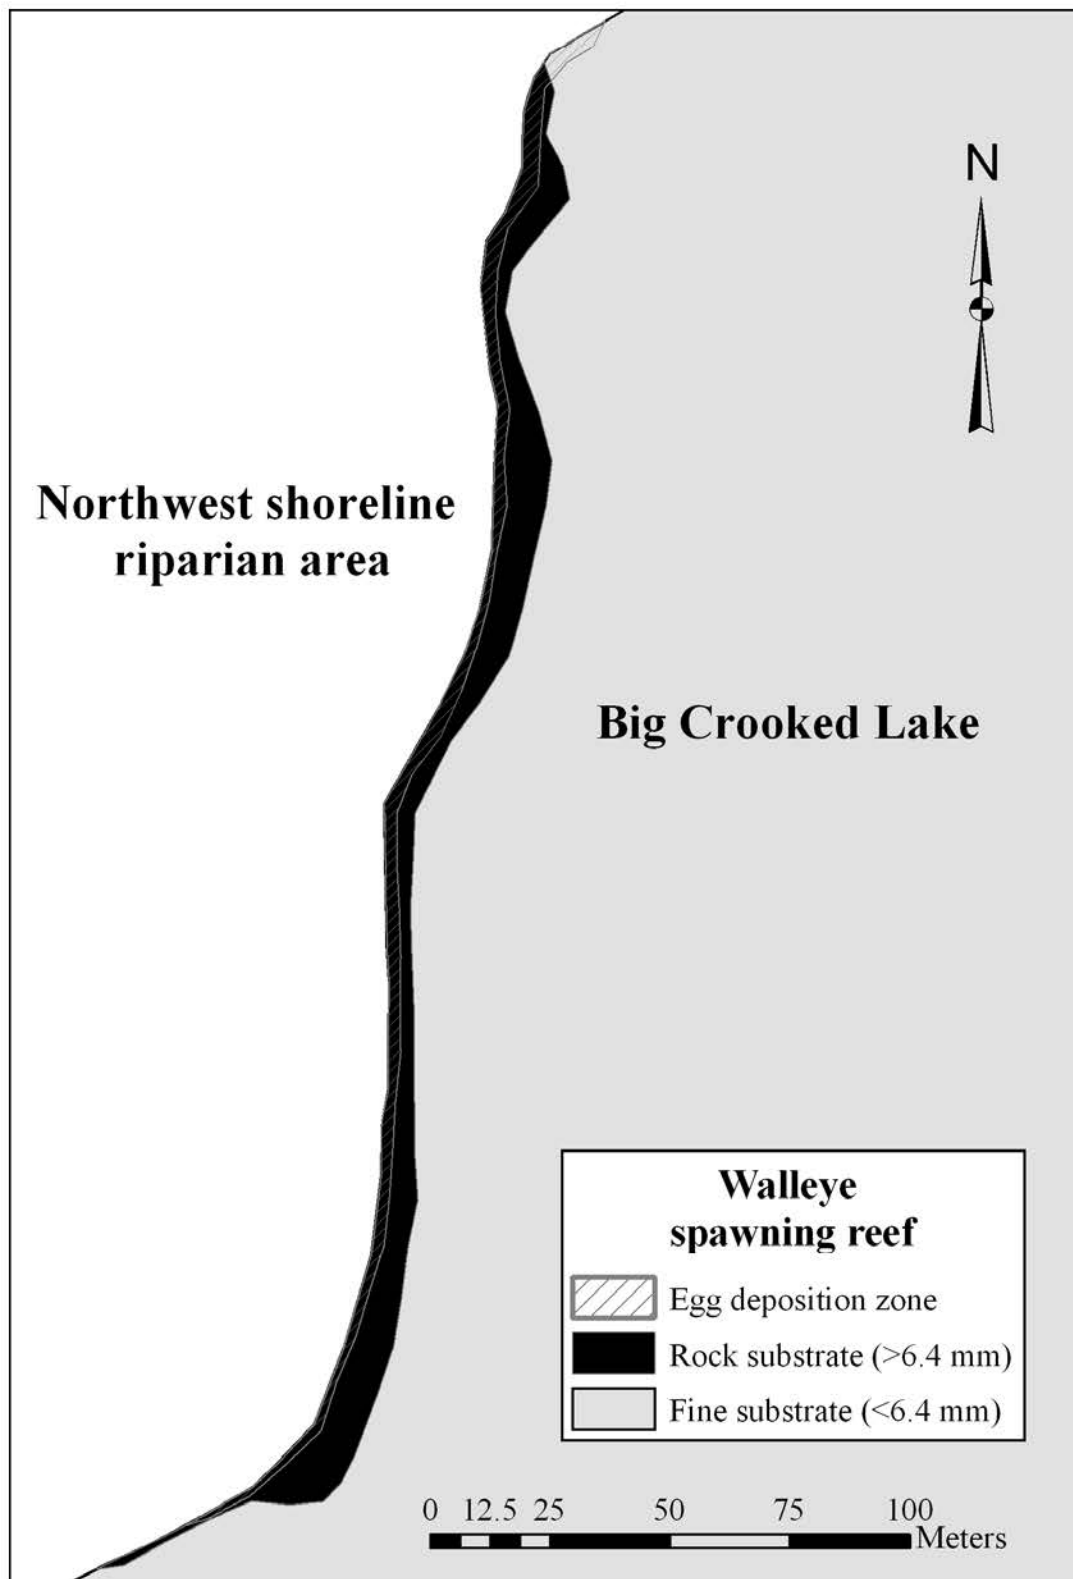 N
Northwest shoreline
riparian area
Big Crooked Lake
Walleye
spawning reef
Egg deposition zone
Rock substrate (>6.4 mm)
Fine substrate (<6.4 mm)
0 12.5 25 50 75 100
Meters